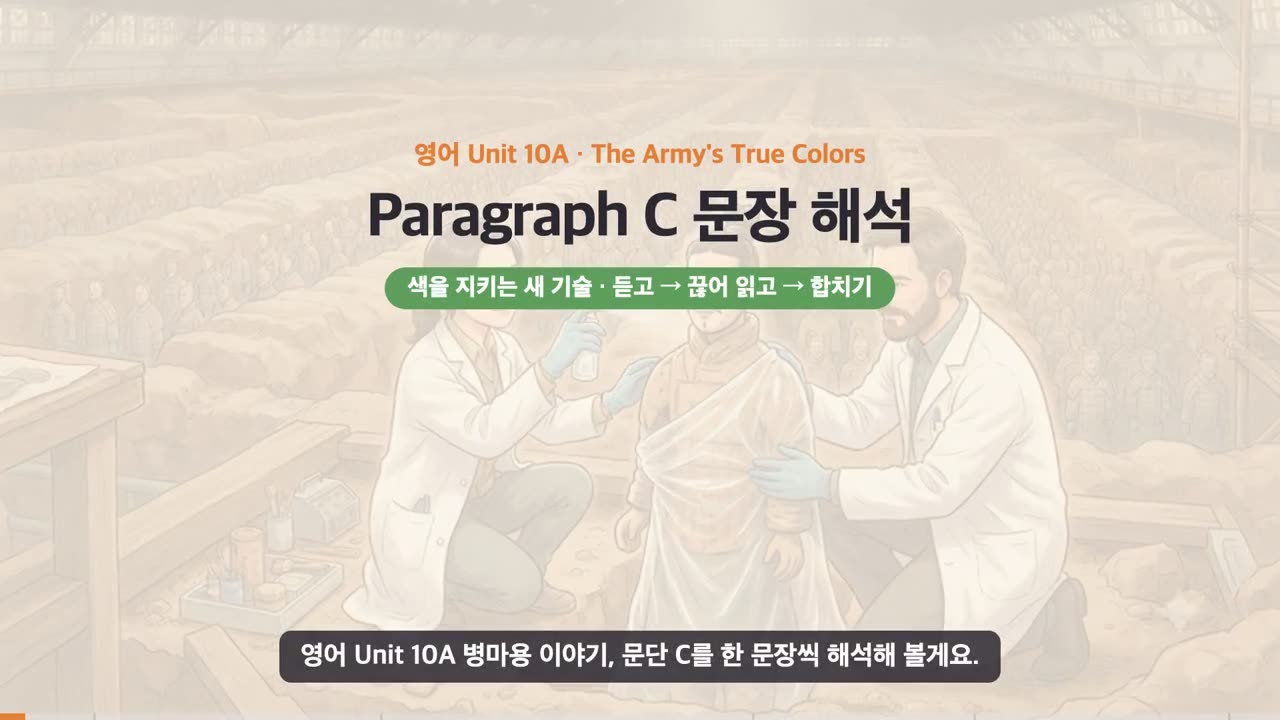 영어 Unit 10A · The Army's True Colors
Paragraph C 문장 해석
색을 지키는 새 기술 · 듣고 → 끊어 읽고 → 합치기
영어 Unit 10A 병마용 이야기, 문단 C를 한 문장씩 해석해 볼게요.